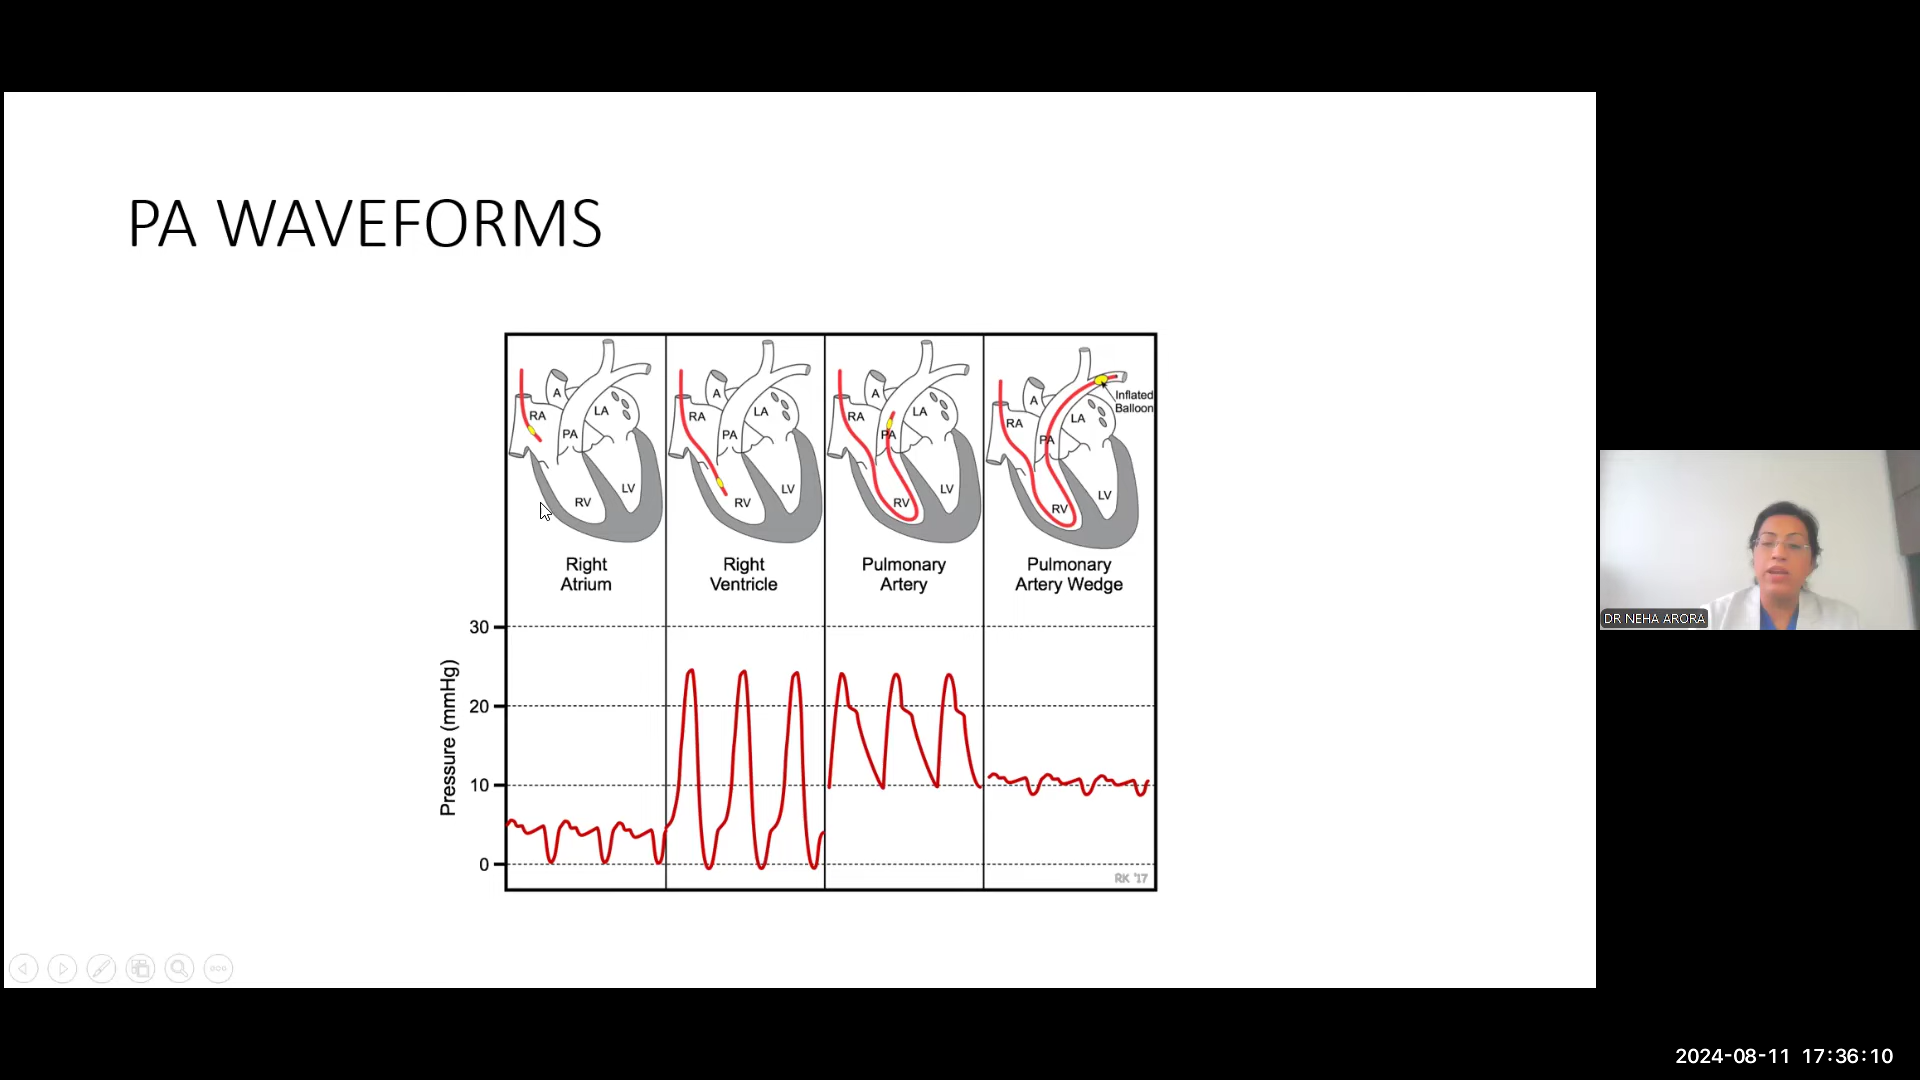 PA WAVEFORMS
A
RA
LA
PA
RV
LV
A
RA
LA
PA
RV
LV
A
RA
LA
PA
RV
LV
Inflated
Balloon
A
RA
LA
PA
RV
LV
Right
Atrium
Right
Ventricle
Pulmonary
Artery
Pulmonary
Artery Wedge
Pressure (mmHg)
30
20
10
0
RK '17
DR NEHA ARORA
2024-08-11 17:36:10